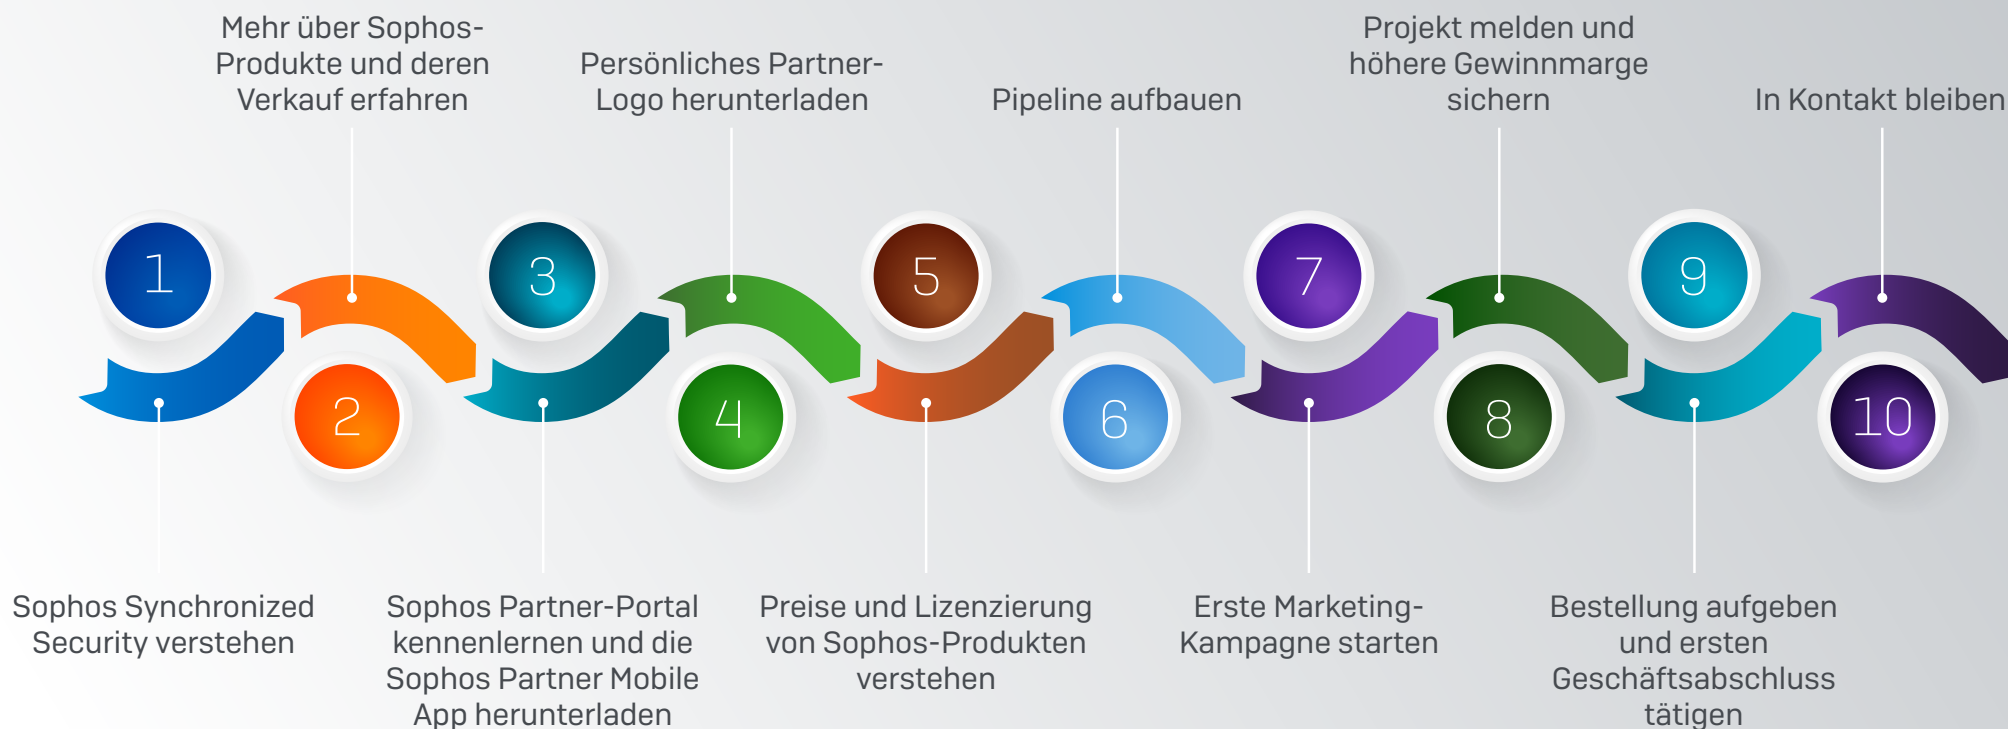 Mehr über Sophos-
Produkte und deren
Verkauf erfahren
Persönliches Partner-
Logo herunterladen
Pipeline aufbauen
Projekt melden und
höhere Gewinnmarge
sichern
In Kontakt bleiben
1
2
3
4
5
6
7
8
9
10
Sophos Synchronized
Security verstehen
Sophos Partner-Portal
kennenlernen und die
Sophos Partner Mobile
App herunterladen
Preise und Lizenzierung
von Sophos-Produkten
verstehen
Erste Marketing-
Kampagne starten
Bestellung aufgeben
und ersten
Geschäftsabschluss
tätigen